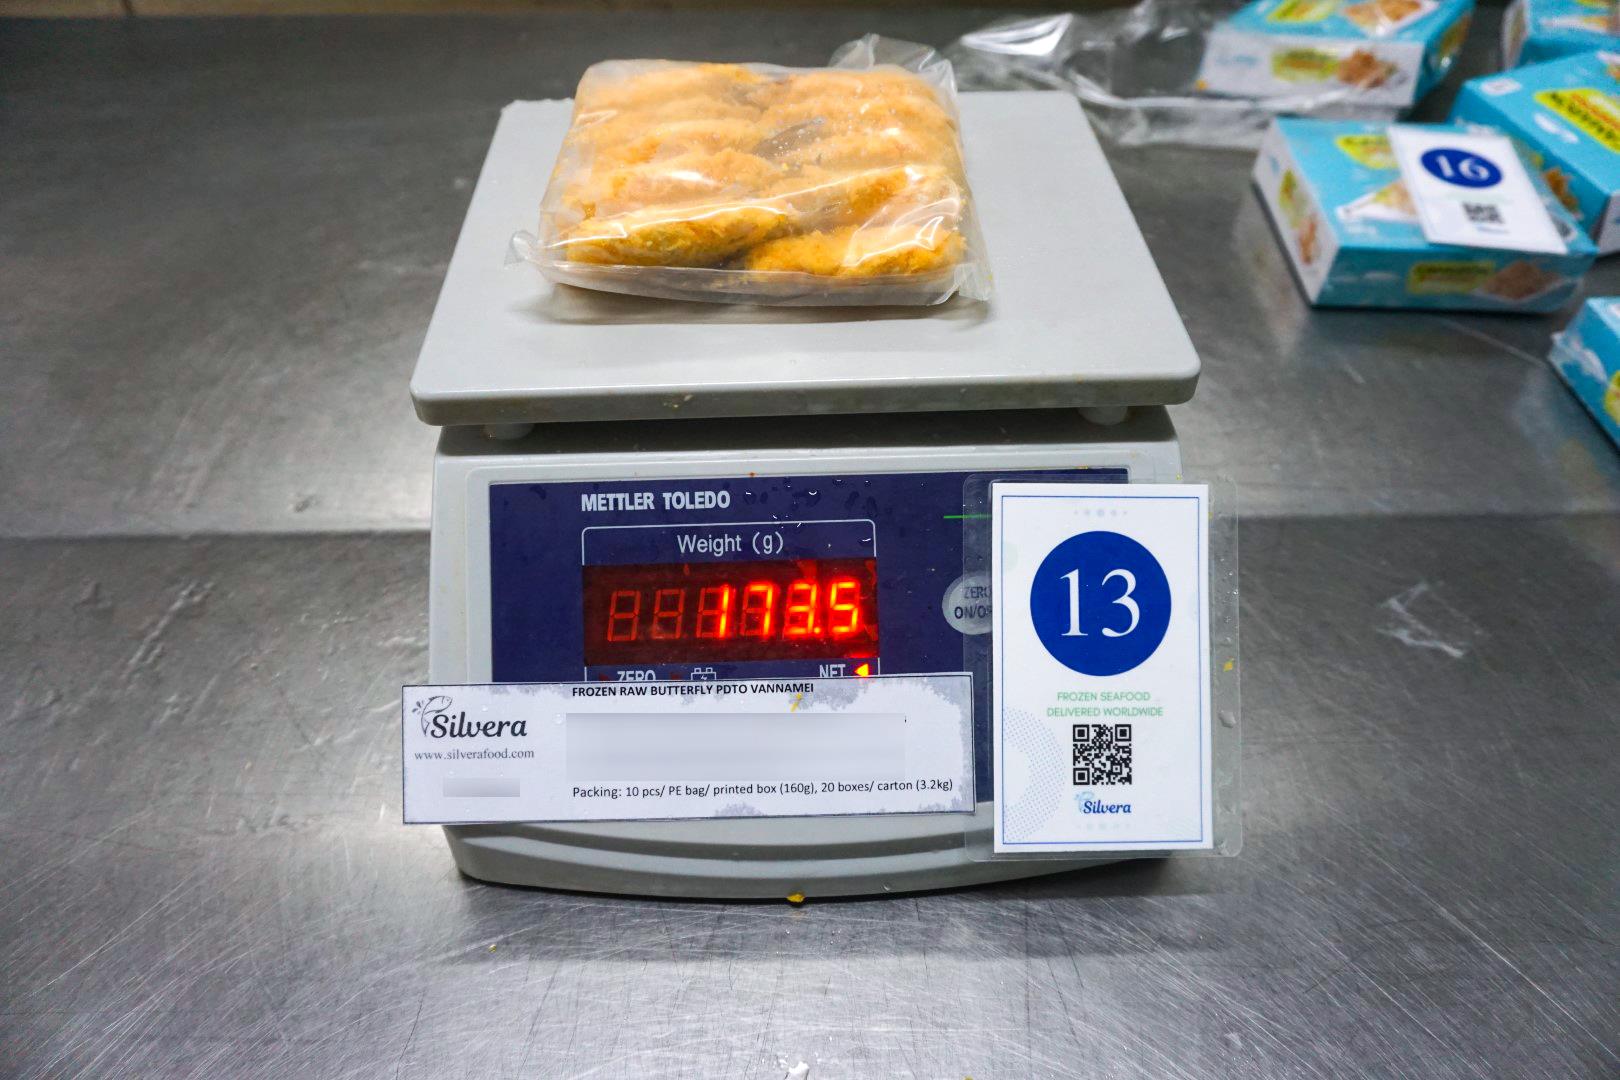 16
METTLER TOLEDO
Weight (g)
173.5
ZERO
NET
ZERO
13
FROZEN SEAFOOD
DELIVERED WORLDWIDE
Silvera
FROZEN RAW BUTTERFLY PDTO VANNAMEI
Silvera
www.silverafood.com
Packing: 10 pcs/ PE bag/ printed box (160g), 20 boxes/ carton (3.2kg)